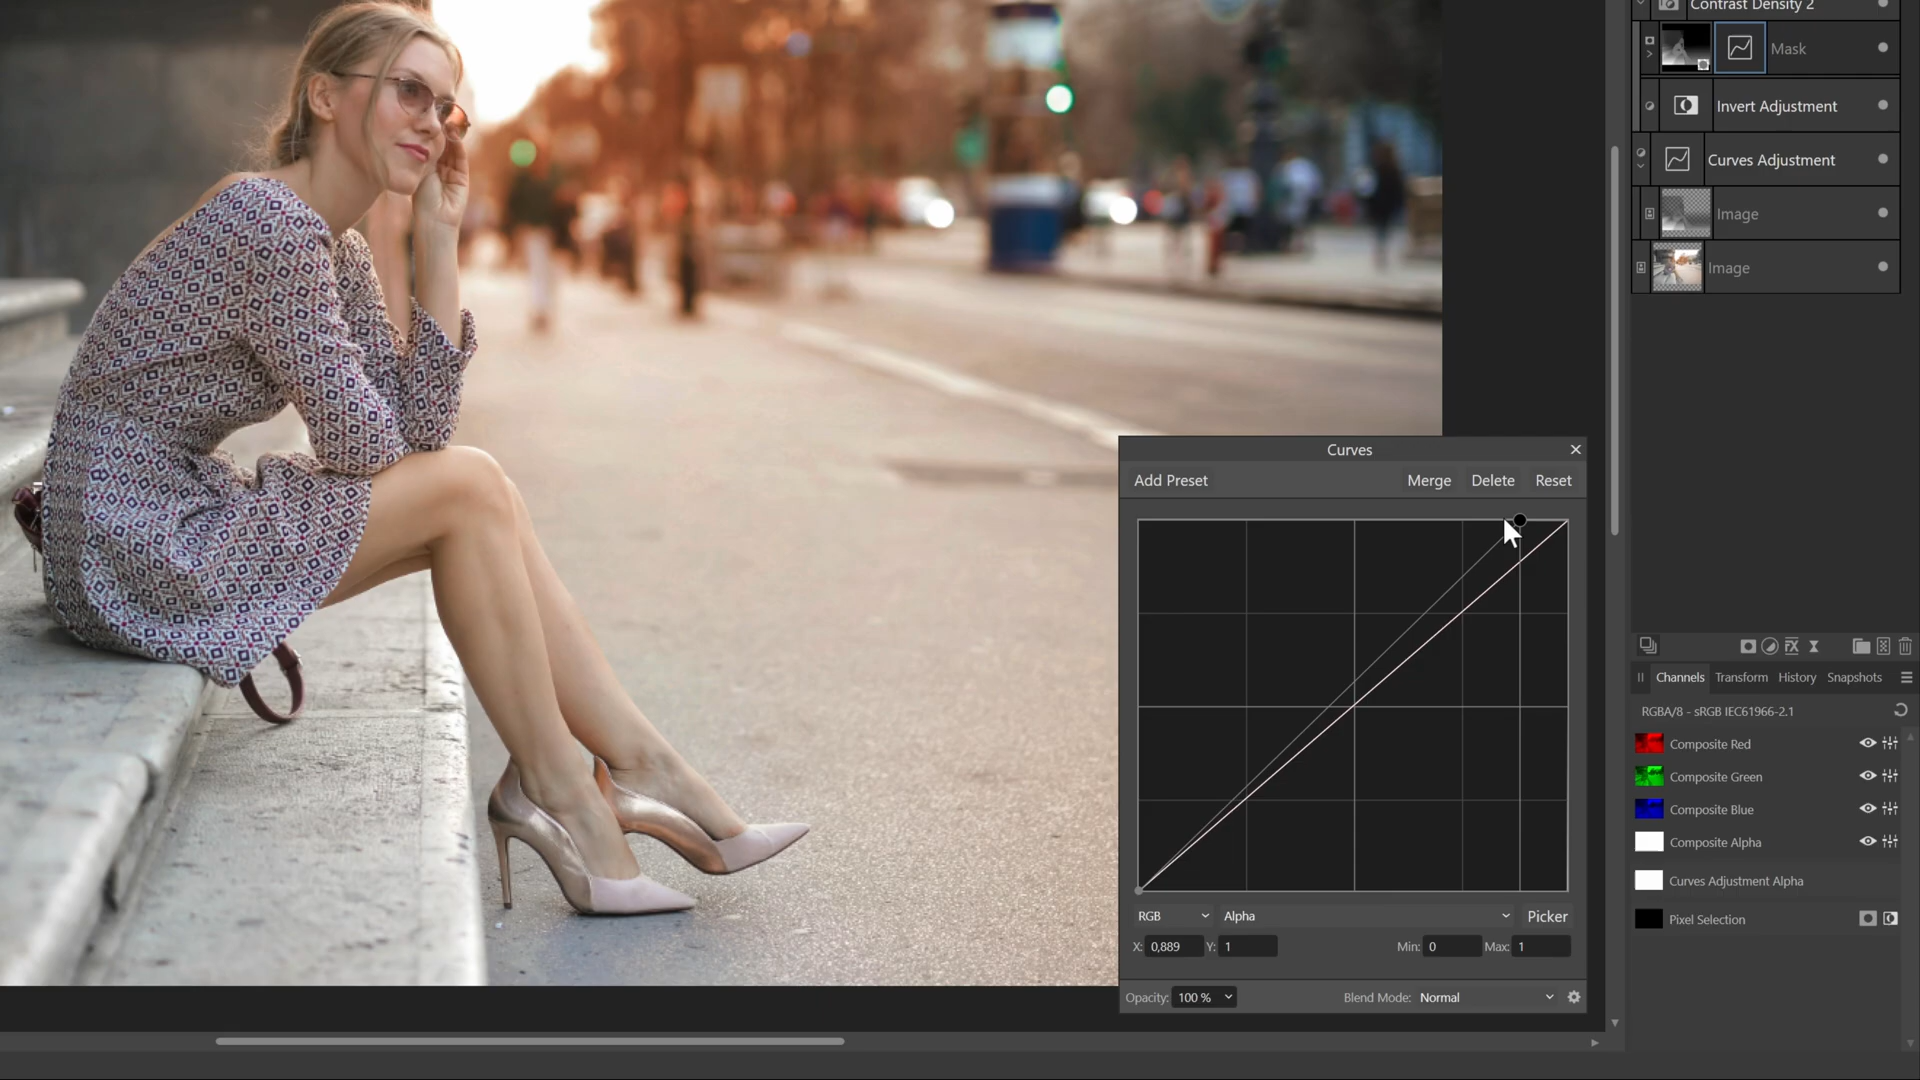 Contrast Density 2
Mask
Invert Adjustment
Curves Adjustment
Image
Image
Curves
Add Preset Merge Delete Reset
RGB Alpha Picker
X: 0,889 Y: 1 Min: 0 Max: 1
Opacity: 100 % Blend Mode: Normal
FX
Channels Transform History Snapshots
RGBA/8 - sRGB IEC61966-2.1
Composite Red
Composite Green
Composite Blue
Composite Alpha
Curves Adjustment Alpha
Pixel Selection